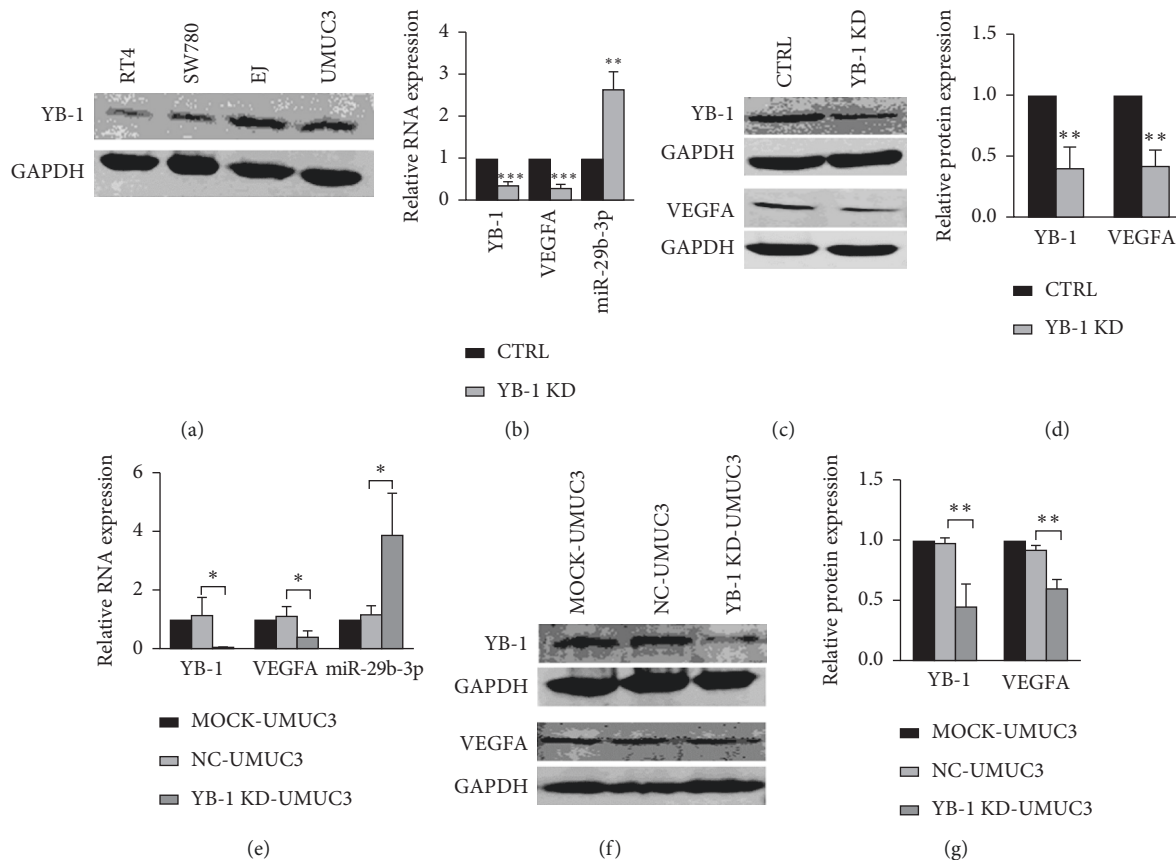 RT4
SW780
EJ
UMUC3
YB-1
GAPDH
(a)
Relative RNA expression
4
3
2
1
0
***
***
**
YB-1
VEGFA
miR-29b-3p
CTRL
YB-1 KD
(b)
CTRL
YB-1 KD
YB-1
GAPDH
VEGFA
GAPDH
(c)
Relative protein expression
1.5
1.0
0.5
0.0
**
**
YB-1
VEGFA
CTRL
YB-1 KD
(d)
Relative RNA expression
6
4
2
0
*
*
*
YB-1
VEGFA
miR-29b-3p
MOCK-UMUC3
NC-UMUC3
YB-1 KD-UMUC3
(e)
MOCK-UMUC3
NC-UMUC3
YB-1 KD-UMUC3
YB-1
GAPDH
VEGFA
GAPDH
(f)
Relative protein expression
1.5
1.0
0.5
0.0
**
**
YB-1
VEGFA
MOCK-UMUC3
NC-UMUC3
YB-1 KD-UMUC3
(g)